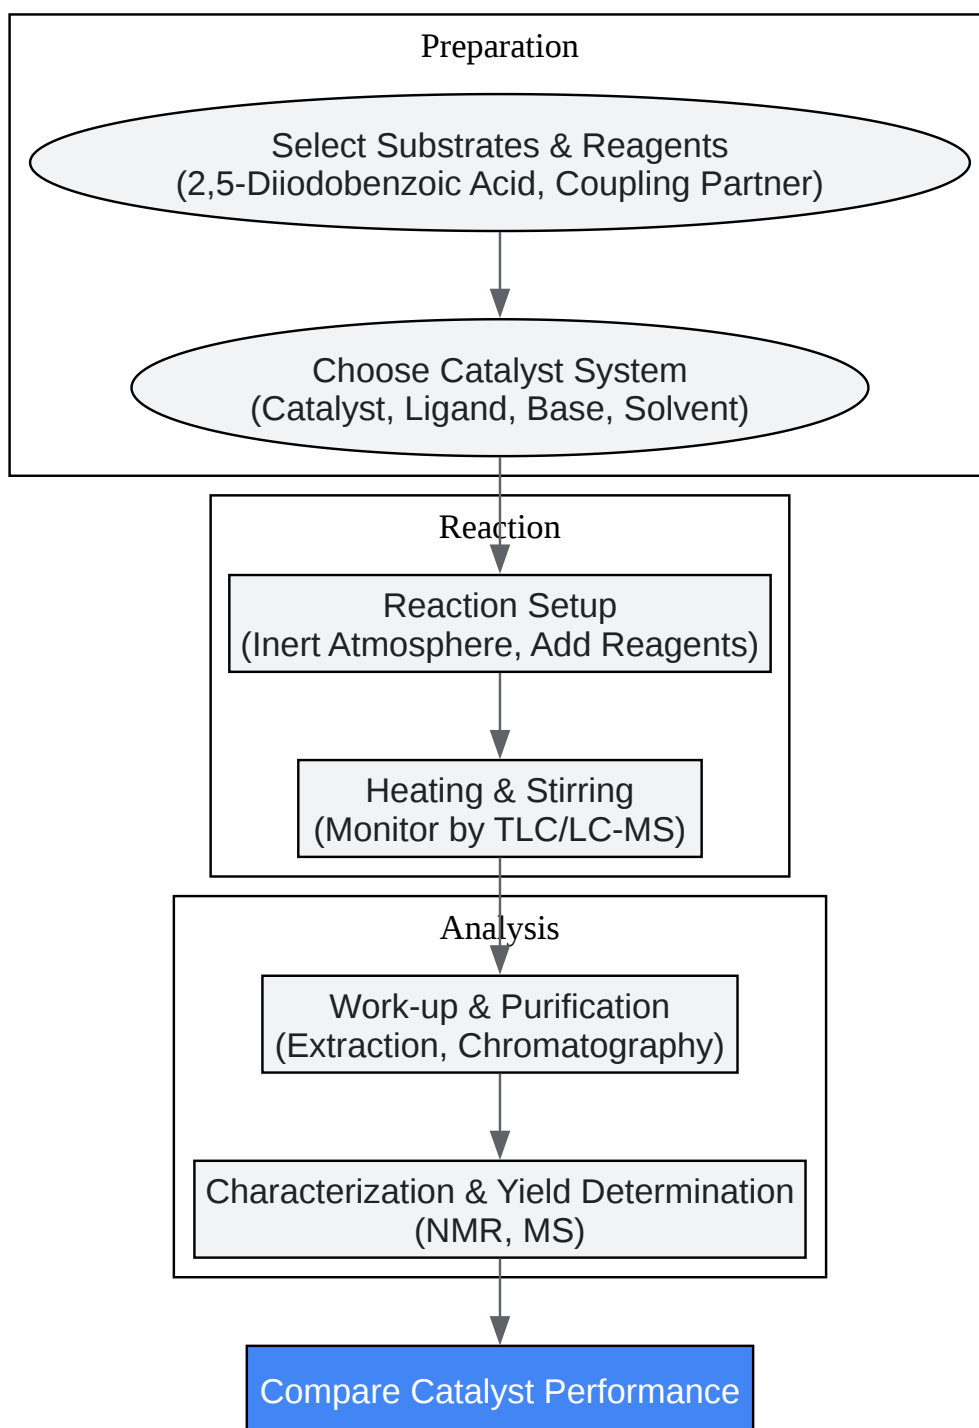 Preparation
Select Substrates & Reagents
(2,5-Diiodobenzoic Acid, Coupling Partner)
Choose Catalyst System
(Catalyst, Ligand, Base, Solvent)
Reaction
Reaction Setup
(Inert Atmosphere, Add Reagents)
Heating & Stirring
(Monitor by TLC/LC-MS)
Analysis
Work-up & Purification
(Extraction, Chromatography)
Characterization & Yield Determination
(NMR, MS)
Compare Catalyst Performance